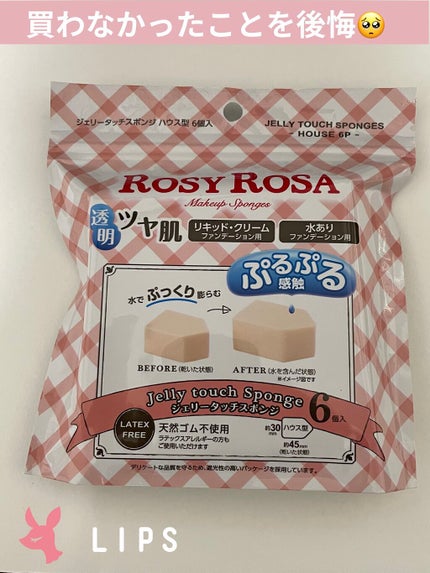 買わなかったことを後悔🥺
ジェリータッチスポンジ ハウス型 6個入
JELLY TOUCH SPONGES
- HOUSE 6P -
ROSY ROSA
Makeup Sponges
透明
ツヤ肌
リキッド・クリーム
ファンデーション用
水あり
ファンデーション用
ぷるぷる
感触
水でぷっくり膨らむ
BEFORE(乾いた状態)
AFTER(水を含んだ状態)
※イメージ図です
Jelly touch Sponge
ジェリータッチスポンジ
6個入
LATEX
FREE
天然ゴム不使用
ラテックスアレルギーの方も
ご使用いただけます
約30
mm
ハウス型
約45mm
(乾いた状態)
デリケートな品質を守るため、遮光性の高いパッケージを採用しています。
LIPS